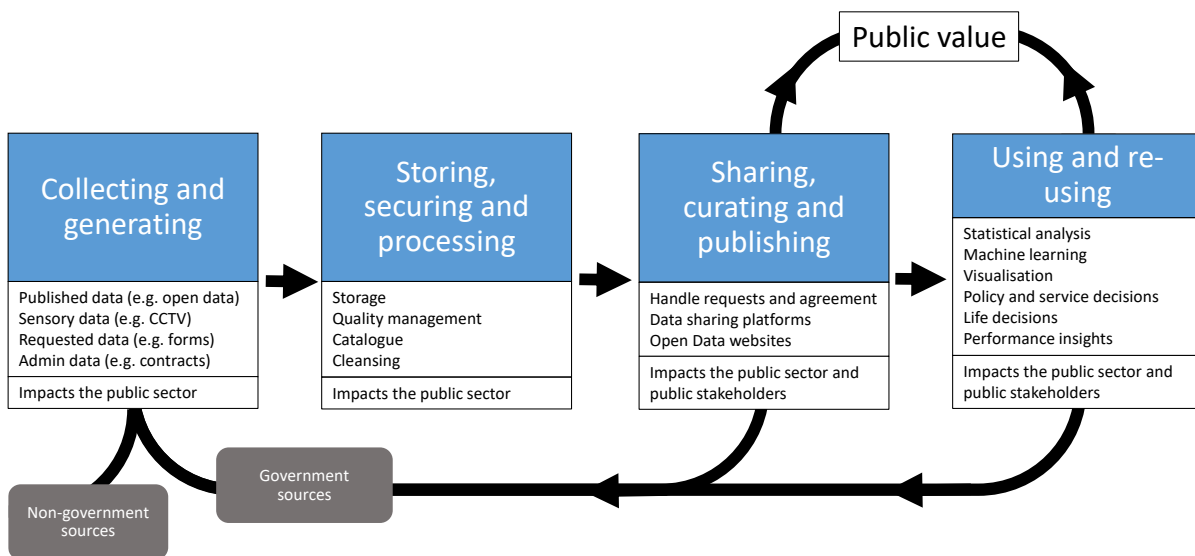 Public value
Collecting and
generating
Published data (e.g. open data)
Sensory data (e.g. CCTV)
Requested data (e.g. forms)
Admin data (e.g. contracts)
Impacts the public sector
Storing,
securing and
processing
Storage
Quality management
Catalogue
Cleansing
Impacts the public sector
Sharing,
curating and
publishing
Handle requests and agreement
Data sharing platforms
Open Data websites
Impacts the public sector and
public stakeholders
Using and re-
using
Statistical analysis
Machine learning
Visualisation
Policy and service decisions
Life decisions
Performance insights
Impacts the public sector and
public stakeholders
Government
sources
Non-government
sources